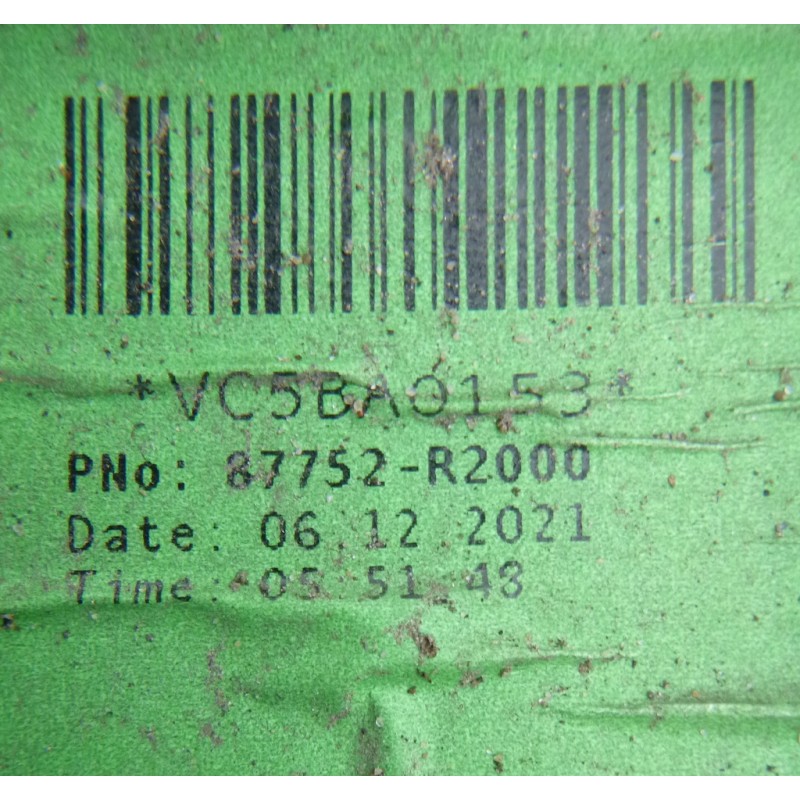 *VC5BA0153*
PNo: 87752-R2000
Date: 06.12.2021
Time: 05:51:48